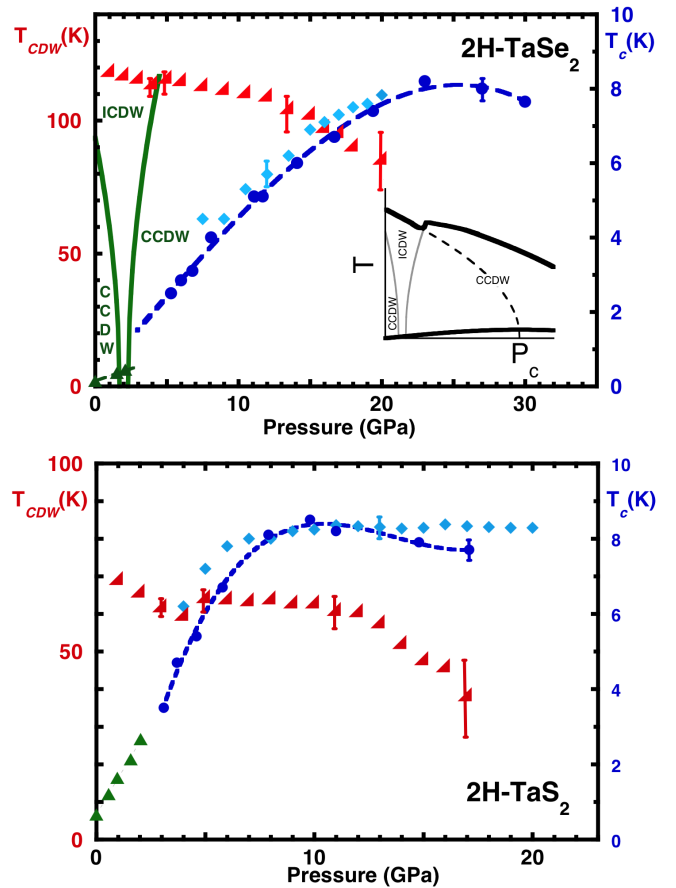 T_CDW(K)
2H-TaSe₂
T_c(K)
10
8
6
4
2
0
100
50
0
ICDW
CCDW
C
C
D
W
T
CCDW
ICDW
CCDW
P_c
0
10
20
30
Pressure (GPa)
T_CDW(K)
T_c(K)
100
50
0
10
8
6
4
2
0
2H-TaS₂
0
10
20
Pressure (GPa)